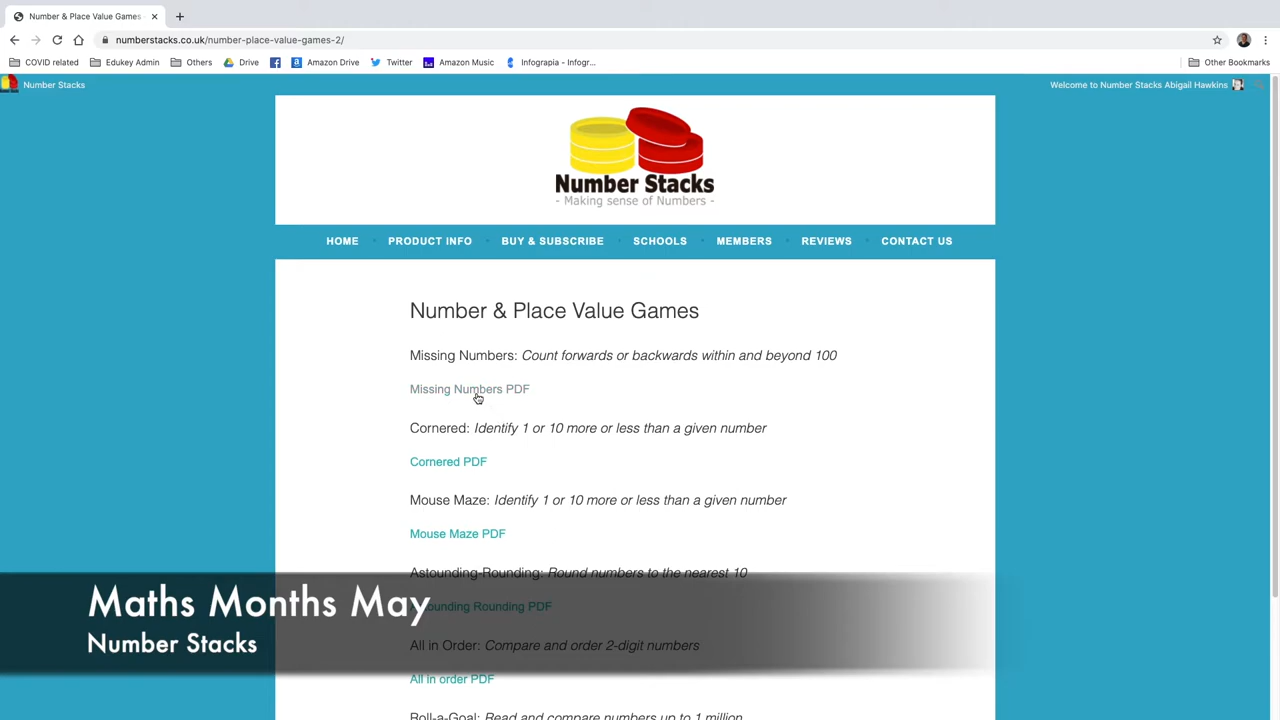 Number & Place Value Games -
numberstacks.co.uk/number-place-value-games-2/
COVID related
Edukey Admin
Others
Drive
Amazon Drive
Twitter
Amazon Music
Infograpia - Infogr...
Other Bookmarks
Number Stacks
Welcome to Number Stacks Abigail Hawkins
Number Stacks
- Making sense of Numbers -
HOME
PRODUCT INFO
BUY & SUBSCRIBE
SCHOOLS
MEMBERS
REVIEWS
CONTACT US
Number & Place Value Games
Missing Numbers: Count forwards or backwards within and beyond 100
Missing Numbers PDF
Cornered: Identify 1 or 10 more or less than a given number
Cornered PDF
Mouse Maze: Identify 1 or 10 more or less than a given number
Mouse Maze PDF
Astounding-Rounding: Round numbers to the nearest 10
Astounding Rounding PDF
Maths Months May
Number Stacks
All in Order: Compare and order 2-digit numbers
All in order PDF
Roll-a-Goal: Read and compare numbers up to 1 million